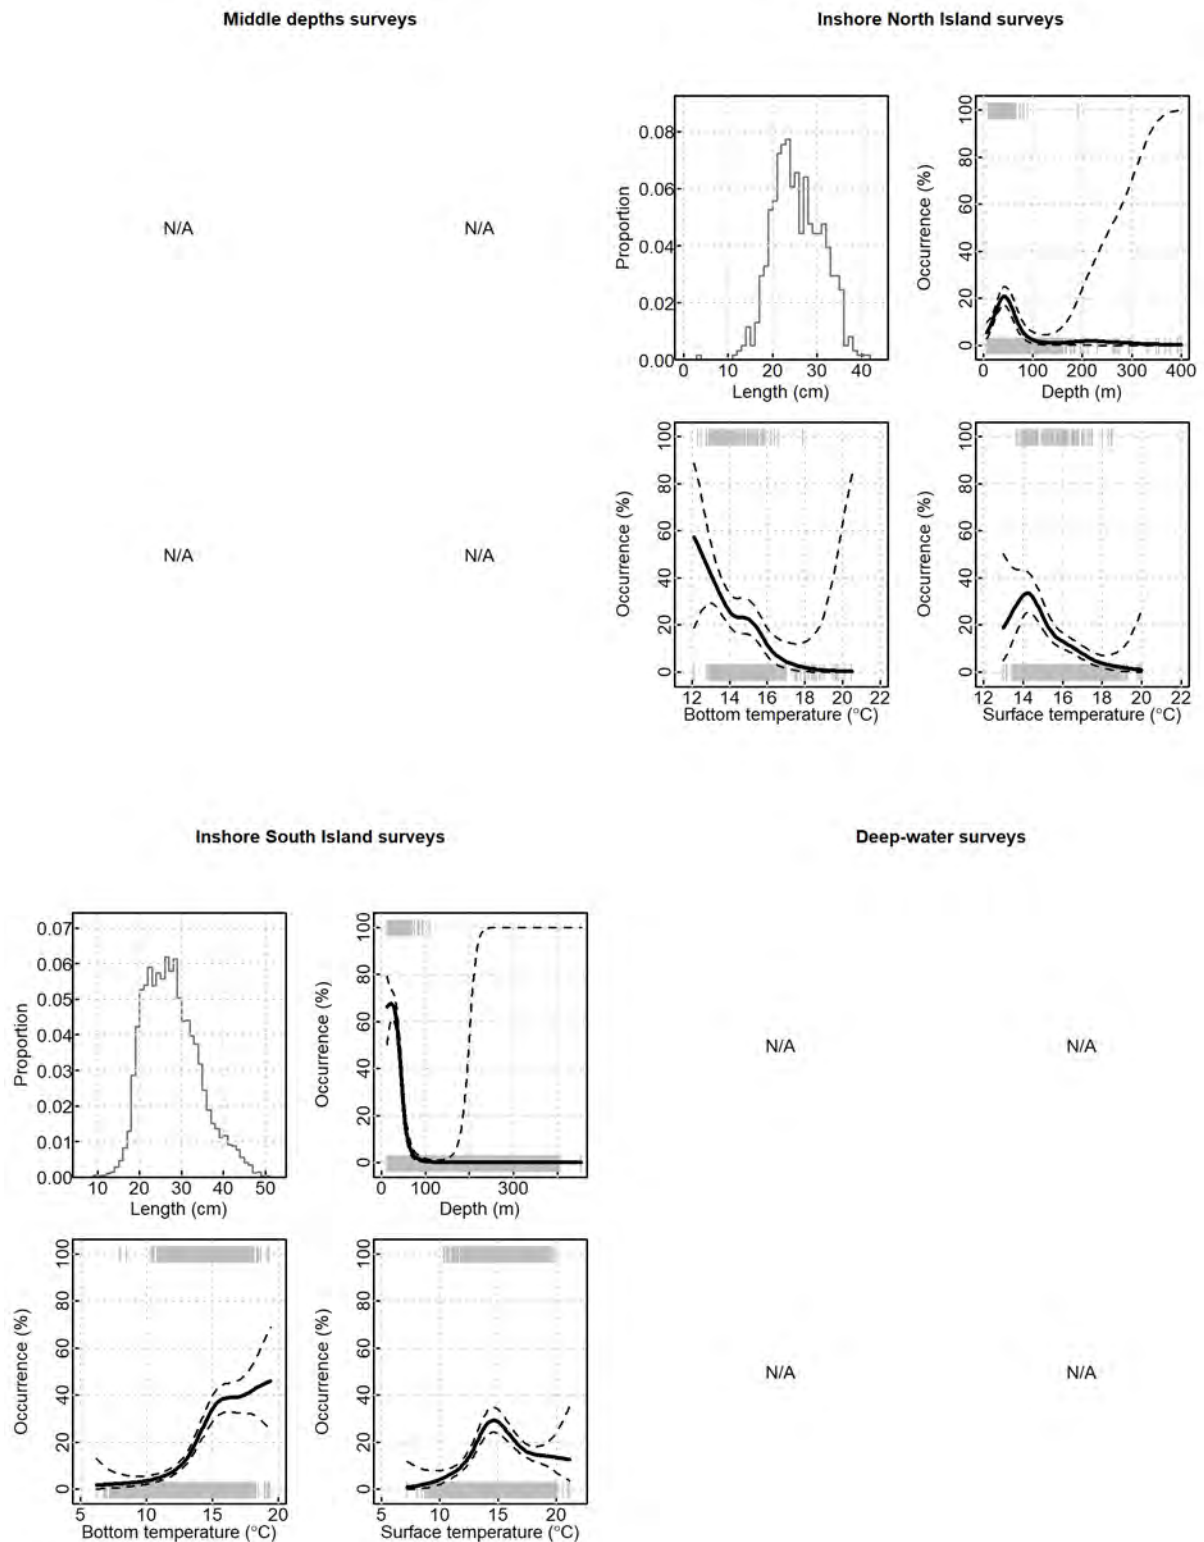 Middle depths surveys
Inshore North Island surveys
N/A
N/A
Proportion
0.08
0.06
0.04
0.02
0.00
0 10 20 30 40
Length (cm)
Occurrence (%)
100
80
60
40
20
0
0 100 200 300 400
Depth (m)
N/A
N/A
Occurrence (%)
100
80
60
40
20
0
12 14 16 18 20 22
Bottom temperature (°C)
Occurrence (%)
100
80
60
40
20
0
12 14 16 18 20 22
Surface temperature (°C)
Inshore South Island surveys
Deep-water surveys
Proportion
0.07
0.06
0.05
0.04
0.03
0.02
0.01
0.00
10 20 30 40 50
Length (cm)
Occurrence (%)
100
80
60
40
20
0
0 100 300
Depth (m)
N/A
N/A
Occurrence (%)
100
80
60
40
20
0
5 10 15 20
Bottom temperature (°C)
Occurrence (%)
100
80
60
40
20
0
5 10 15 20
Surface temperature (°C)
N/A
N/A